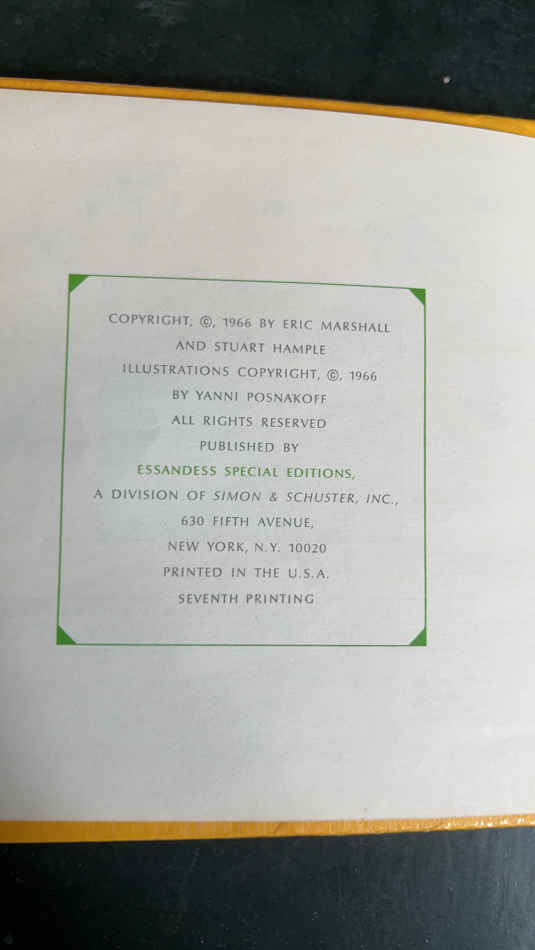 COPYRIGHT, ©, 1966 BY ERIC MARSHALL
AND STUART HAMPLE
ILLUSTRATIONS COPYRIGHT, ©, 1966
BY YANNI POSNAKOFF
ALL RIGHTS RESERVED
PUBLISHED BY
ESSANDESS SPECIAL EDITIONS,
A DIVISION OF SIMON & SCHUSTER, INC.,
630 FIFTH AVENUE,
NEW YORK, N.Y. 10020
PRINTED IN THE U.S.A.
SEVENTH PRINTING